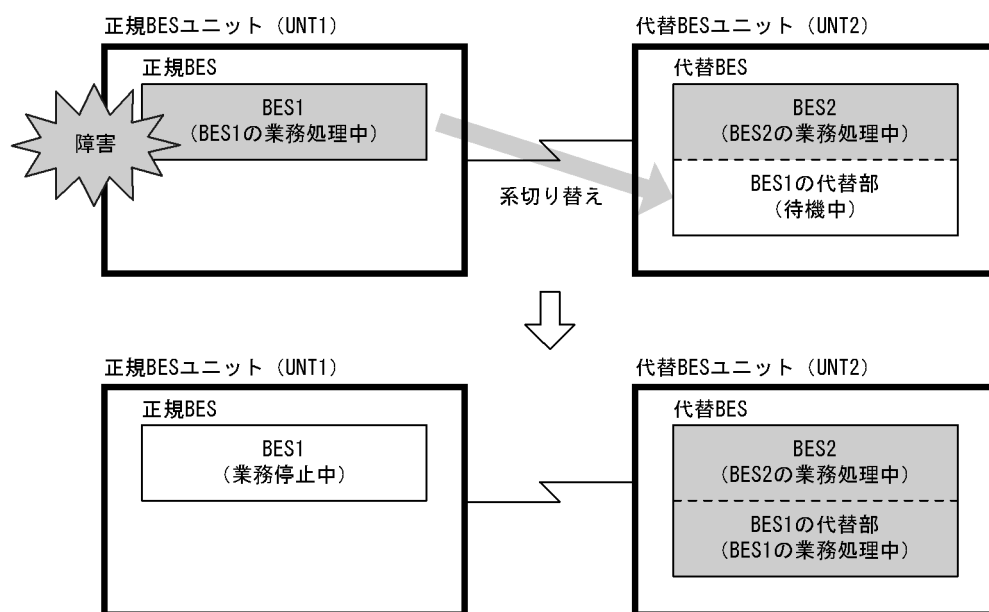 正規BESユニット（UNT1）
代替BESユニット（UNT2）
正規BES
代替BES
障害
BES1
（BES1の業務処理中）
BES2
（BES2の業務処理中）
系切り替え
BES1の代替部
（待機中）
正規BESユニット（UNT1）
代替BESユニット（UNT2）
正規BES
代替BES
BES1
（業務停止中）
BES2
（BES2の業務処理中）
BES1の代替部
（BES1の業務処理中）